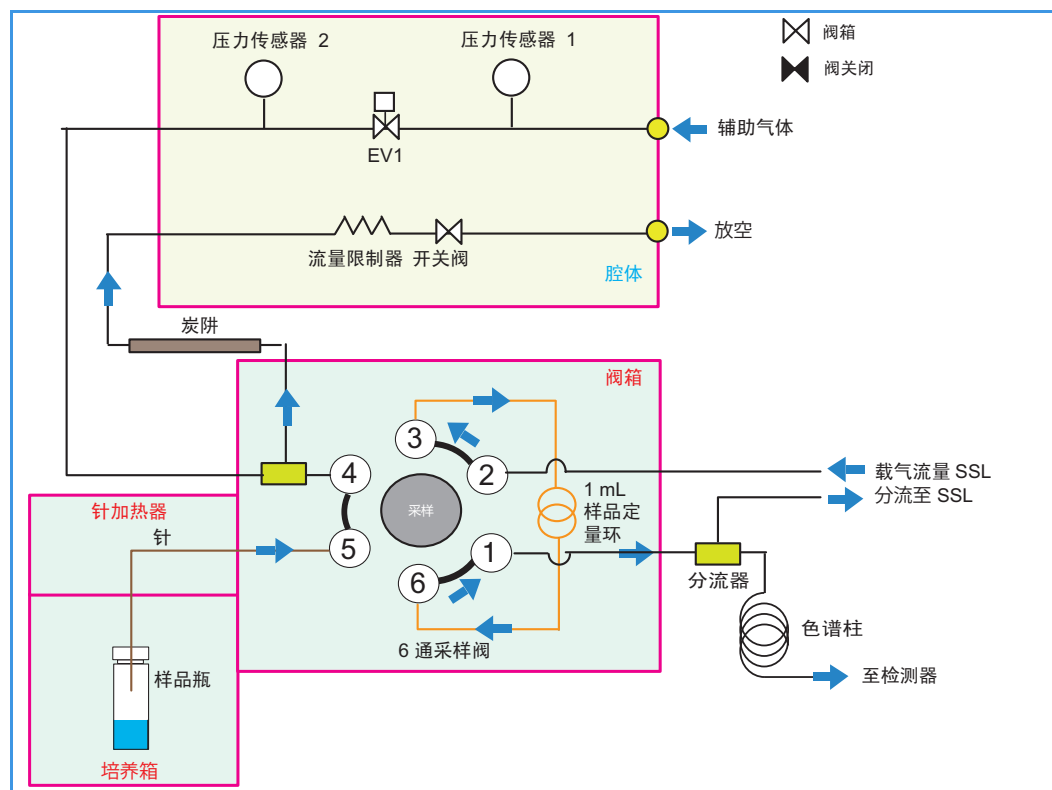 压力传感器 2
压力传感器 1
阀箱
阀关闭
辅助气体
EV1
放空
流量限制器 开关阀
腔体
炭阱
阀箱
3
4
2
载气流量 SSL
分流至 SSL
1 mL
样品定
量环
采样
针加热器
针
5
1
6
分流器
6 通采样阀
色谱柱
至检测器
样品瓶
培养箱